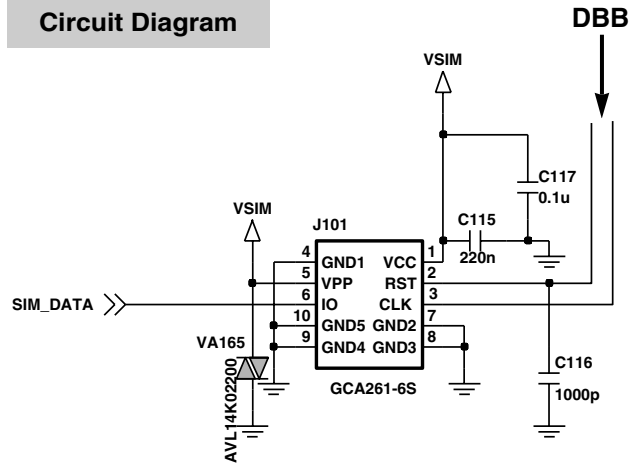 Circuit Diagram
DBB
VSIM
C117
0.1u
C115
220n
VSIM
J101
4 GND1 VCC 1
5 VPP RST 2
SIM_DATA 6 IO CLK 3
10 GND5 GND2 7
9 GND4 GND3 8
VA165
AVL14K02200
GCA261-6S
C116
1000p